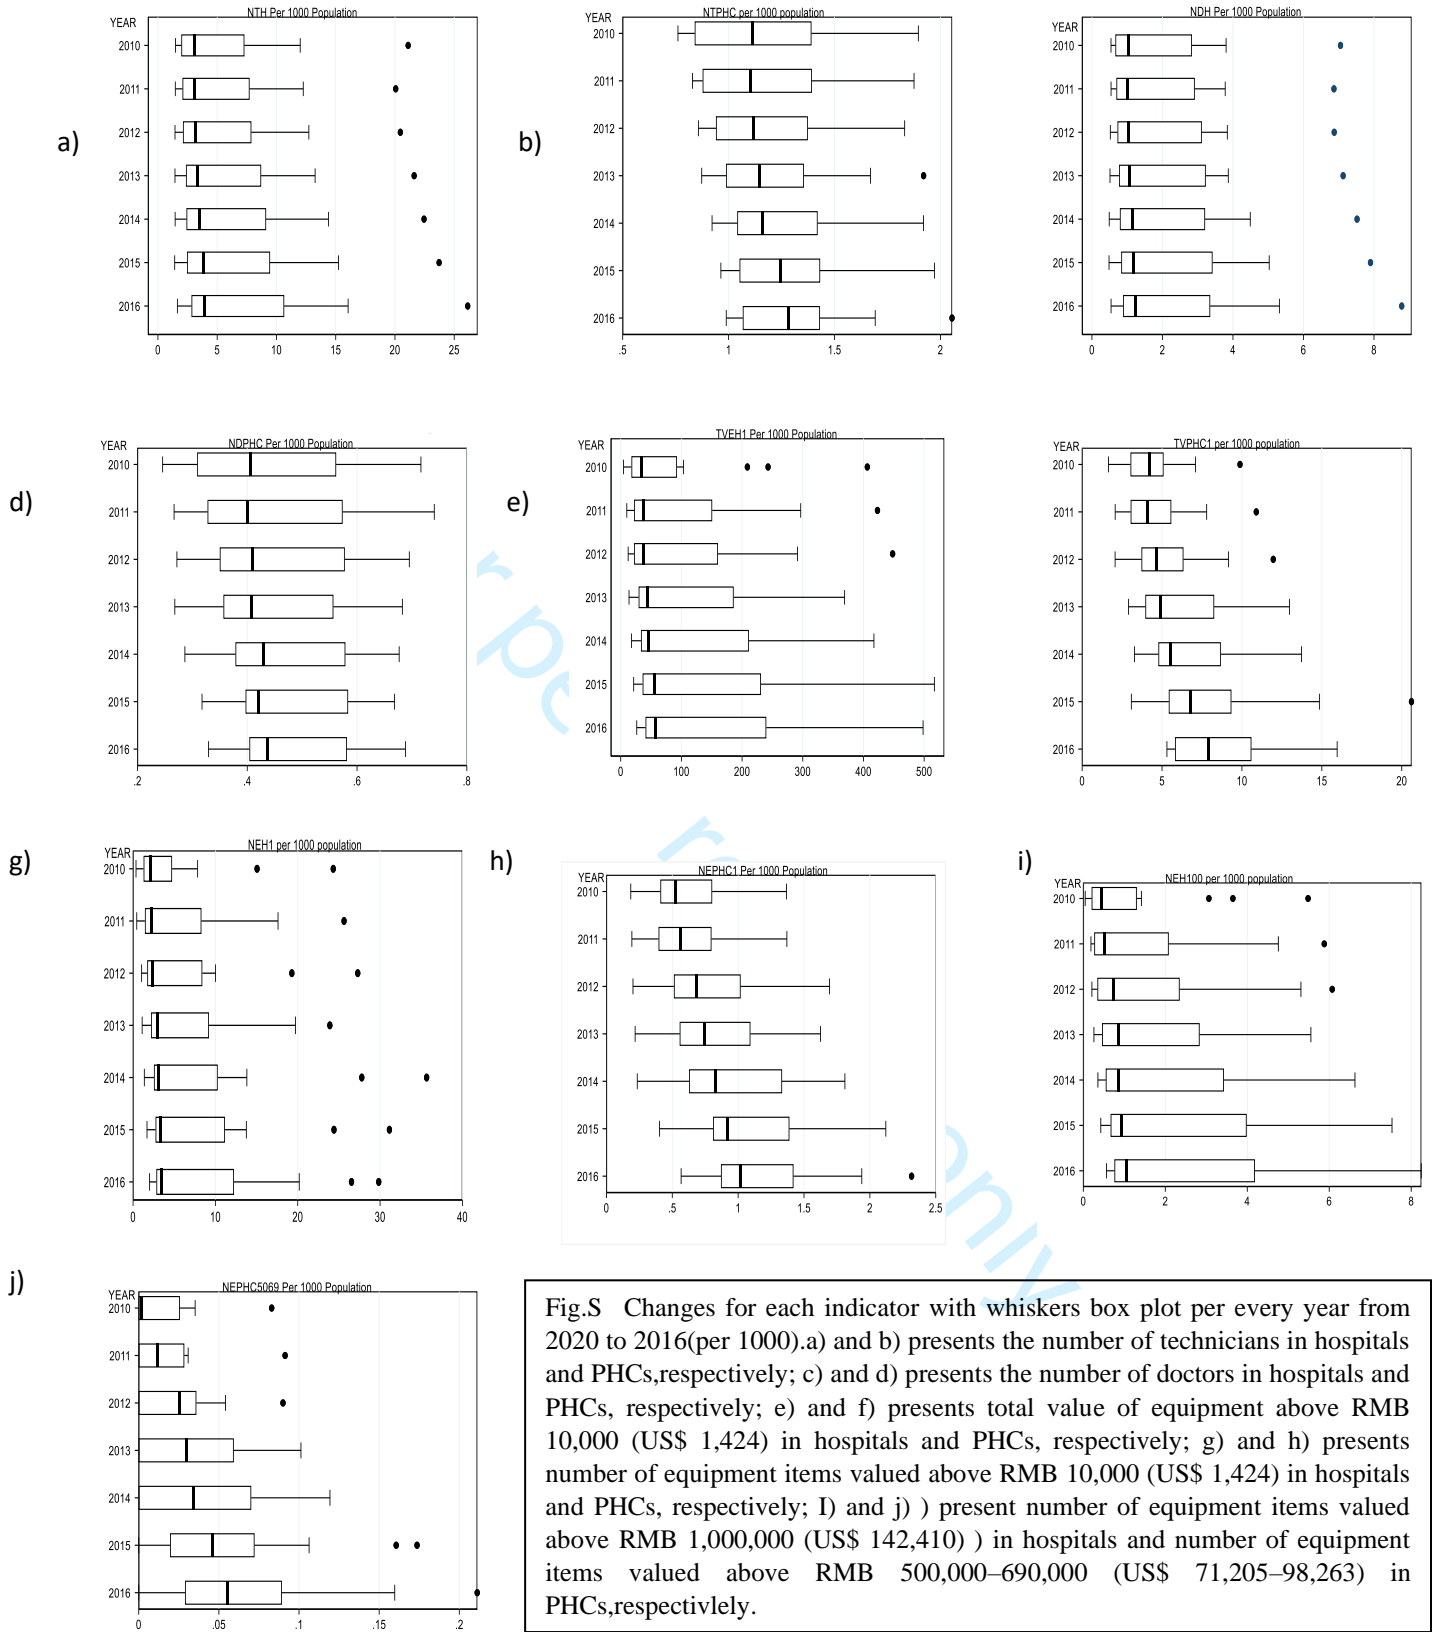 NTH Per 1000 Population
YEAR
2010
2011
2012
2013
2014
2015
2016
0 5 10 15 20 25
a)
NTPHC per 1000 Population
YEAR
2010
2011
2012
2013
2014
2015
2016
.5 1 1.5 2
b)
NDH Per 1000 Population
YEAR
2010
2011
2012
2013
2014
2015
2016
0 2 4 6 8
NDPHC Per 1000 Population
YEAR
2010
2011
2012
2013
2014
2015
2016
.2 .4 .6 .8
d)
TVEH1 Per 1000 Population
YEAR
2010
2011
2012
2013
2014
2015
2016
0 100 200 300 400 500
e)
TVPHC1 per 1000 population
YEAR
2010
2011
2012
2013
2014
2015
2016
0 5 10 15 20
g)
NEH1 per 1000 population
YEAR
2010
2011
2012
2013
2014
2015
2016
0 10 20 30 40
h)
NEPHC1 Per 1000 Population
YEAR
2010
2011
2012
2013
2014
2015
2016
0 .5 1 1.5 2 2.5
i)
NEH100 per 1000 population
YEAR
2010
2011
2012
2013
2014
2015
2016
0 2 4 6 8
j)
NEPHC5069 Per 1000 Population
YEAR
2010
2011
2012
2013
2014
2015
2016
0 .05 .1 .15 .2
Fig.S Changes for each indicator with whiskers box plot per every year from
2020 to 2016(per 1000).a) and b) presents the number of technicians in hospitals
and PHCs,respectively; c) and d) presents the number of doctors in hospitals and
PHCs, respectively; e) and f) presents total value of equipment above RMB
10,000 (US$ 1,424) in hospitals and PHCs, respectively; g) and h) presents
number of equipment items valued above RMB 10,000 (US$ 1,424) in hospitals
and PHCs, respectively; I) and j) ) present number of equipment items valued
above RMB 1,000,000 (US$ 142,410) ) in hospitals and number of equipment
items valued above RMB 500,000–690,000 (US$ 71,205–98,263) in
PHCs,respectivlely.
only